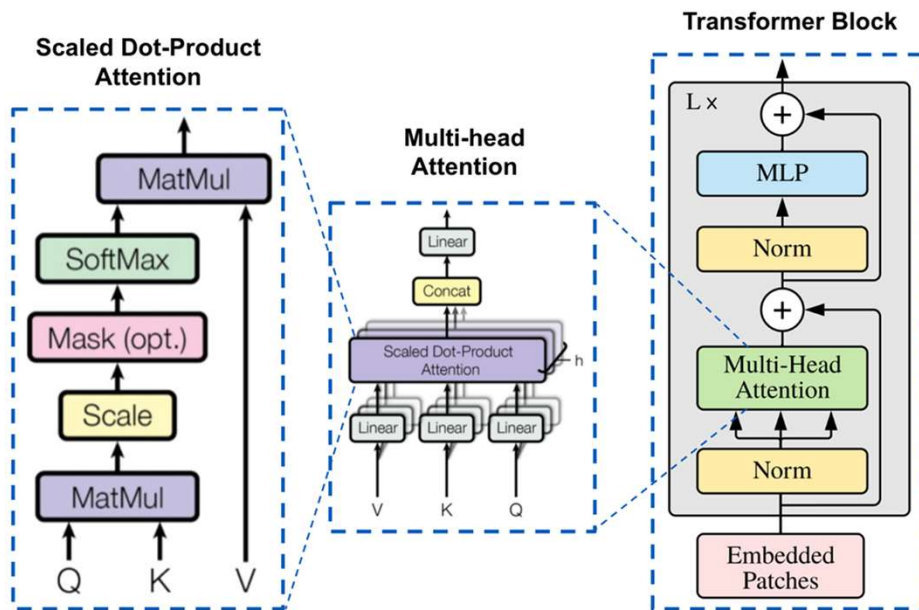 Scaled Dot-Product
Attention
MatMul
SoftMax
Mask (opt.)
Scale
MatMul
Q K V
Multi-head
Attention
Linear
Concat
Scaled Dot-Product
Attention
h
Linear Linear Linear
V K Q
Transformer Block
L ×
+
MLP
Norm
+
Multi-Head
Attention
Norm
Embedded
Patches